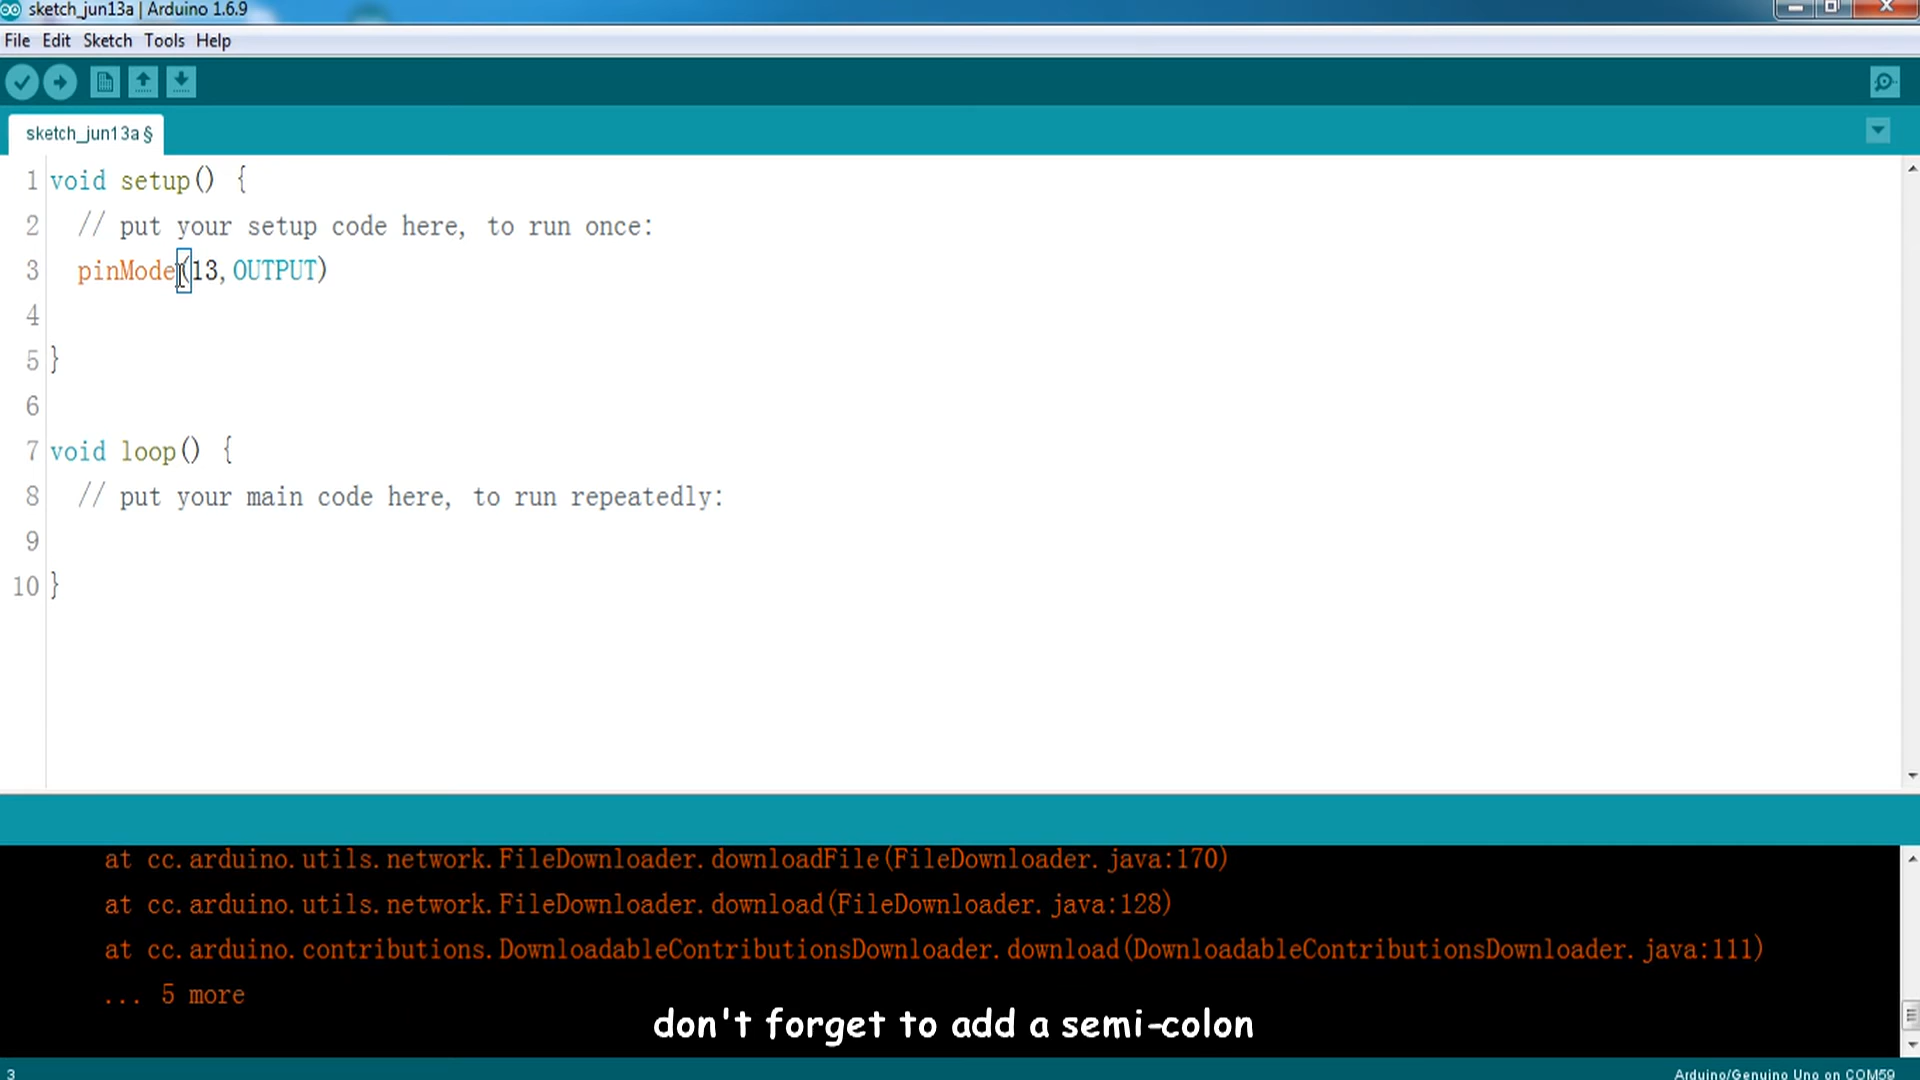 sketch_jun13a | Arduino 1.6.9
File Edit Sketch Tools Help
sketch_jun13a §
1 void setup() {
2 // put your setup code here, to run once:
3 pinMode(13,OUTPUT)
4
5 }
6
7 void loop() {
8 // put your main code here, to run repeatedly:
9
10 }
at cc.arduino.utils.network.FileDownloader.downloadFile(FileDownloader.java:170)
at cc.arduino.utils.network.FileDownloader.download(FileDownloader.java:128)
at cc.arduino.contributions.DownloadableContributionsDownloader.download(DownloadableContributionsDownloader.java:111)
... 5 more
don't forget to add a semi-colon
3 Arduino/Genuino Uno on COM59